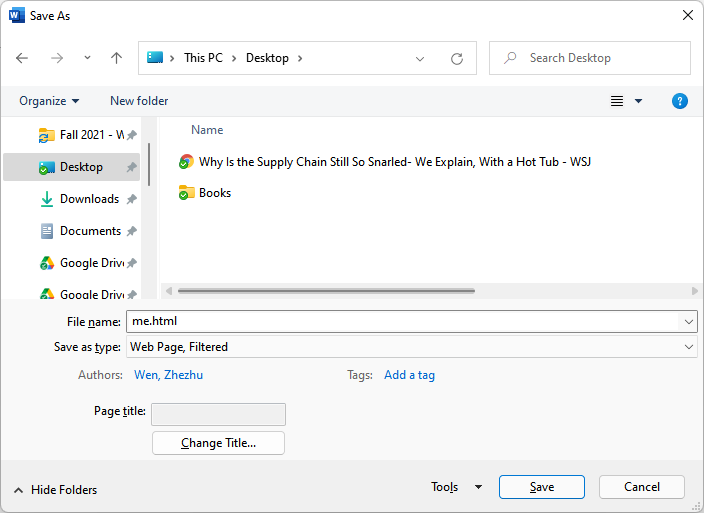 Save As
This PC > Desktop >
Search Desktop
Organize New folder
Name
Fall 2021 - W
Desktop
Downloads
Documents
Google Drive
Google Drive
Why Is the Supply Chain Still So Snarled- We Explain, With a Hot Tub - WSJ
Books
File name: me.html
Save as type: Web Page, Filtered
Authors: Wen, Zhezhu Tags: Add a tag
Page title:
Change Title...
Hide Folders Tools Save Cancel